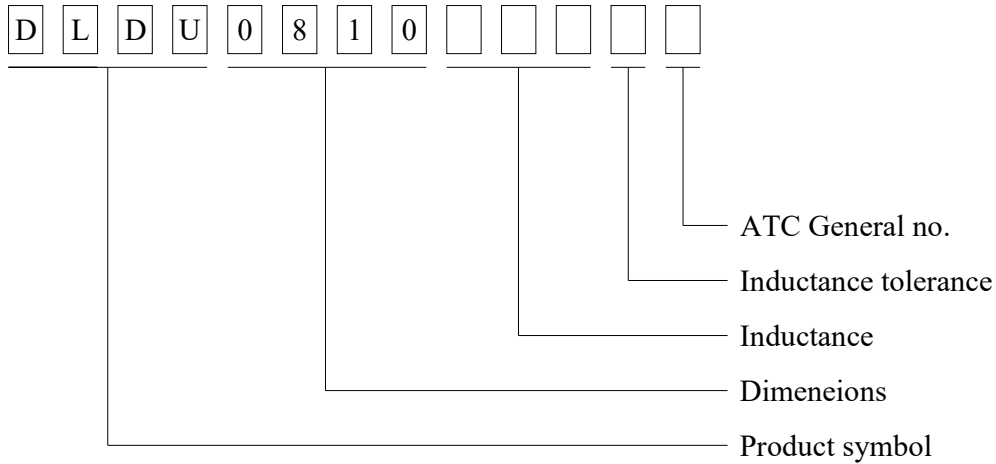 D L D U 0 8 1 0
ATC General no.
Inductance tolerance
Inductance
Dimeneions
Product symbol